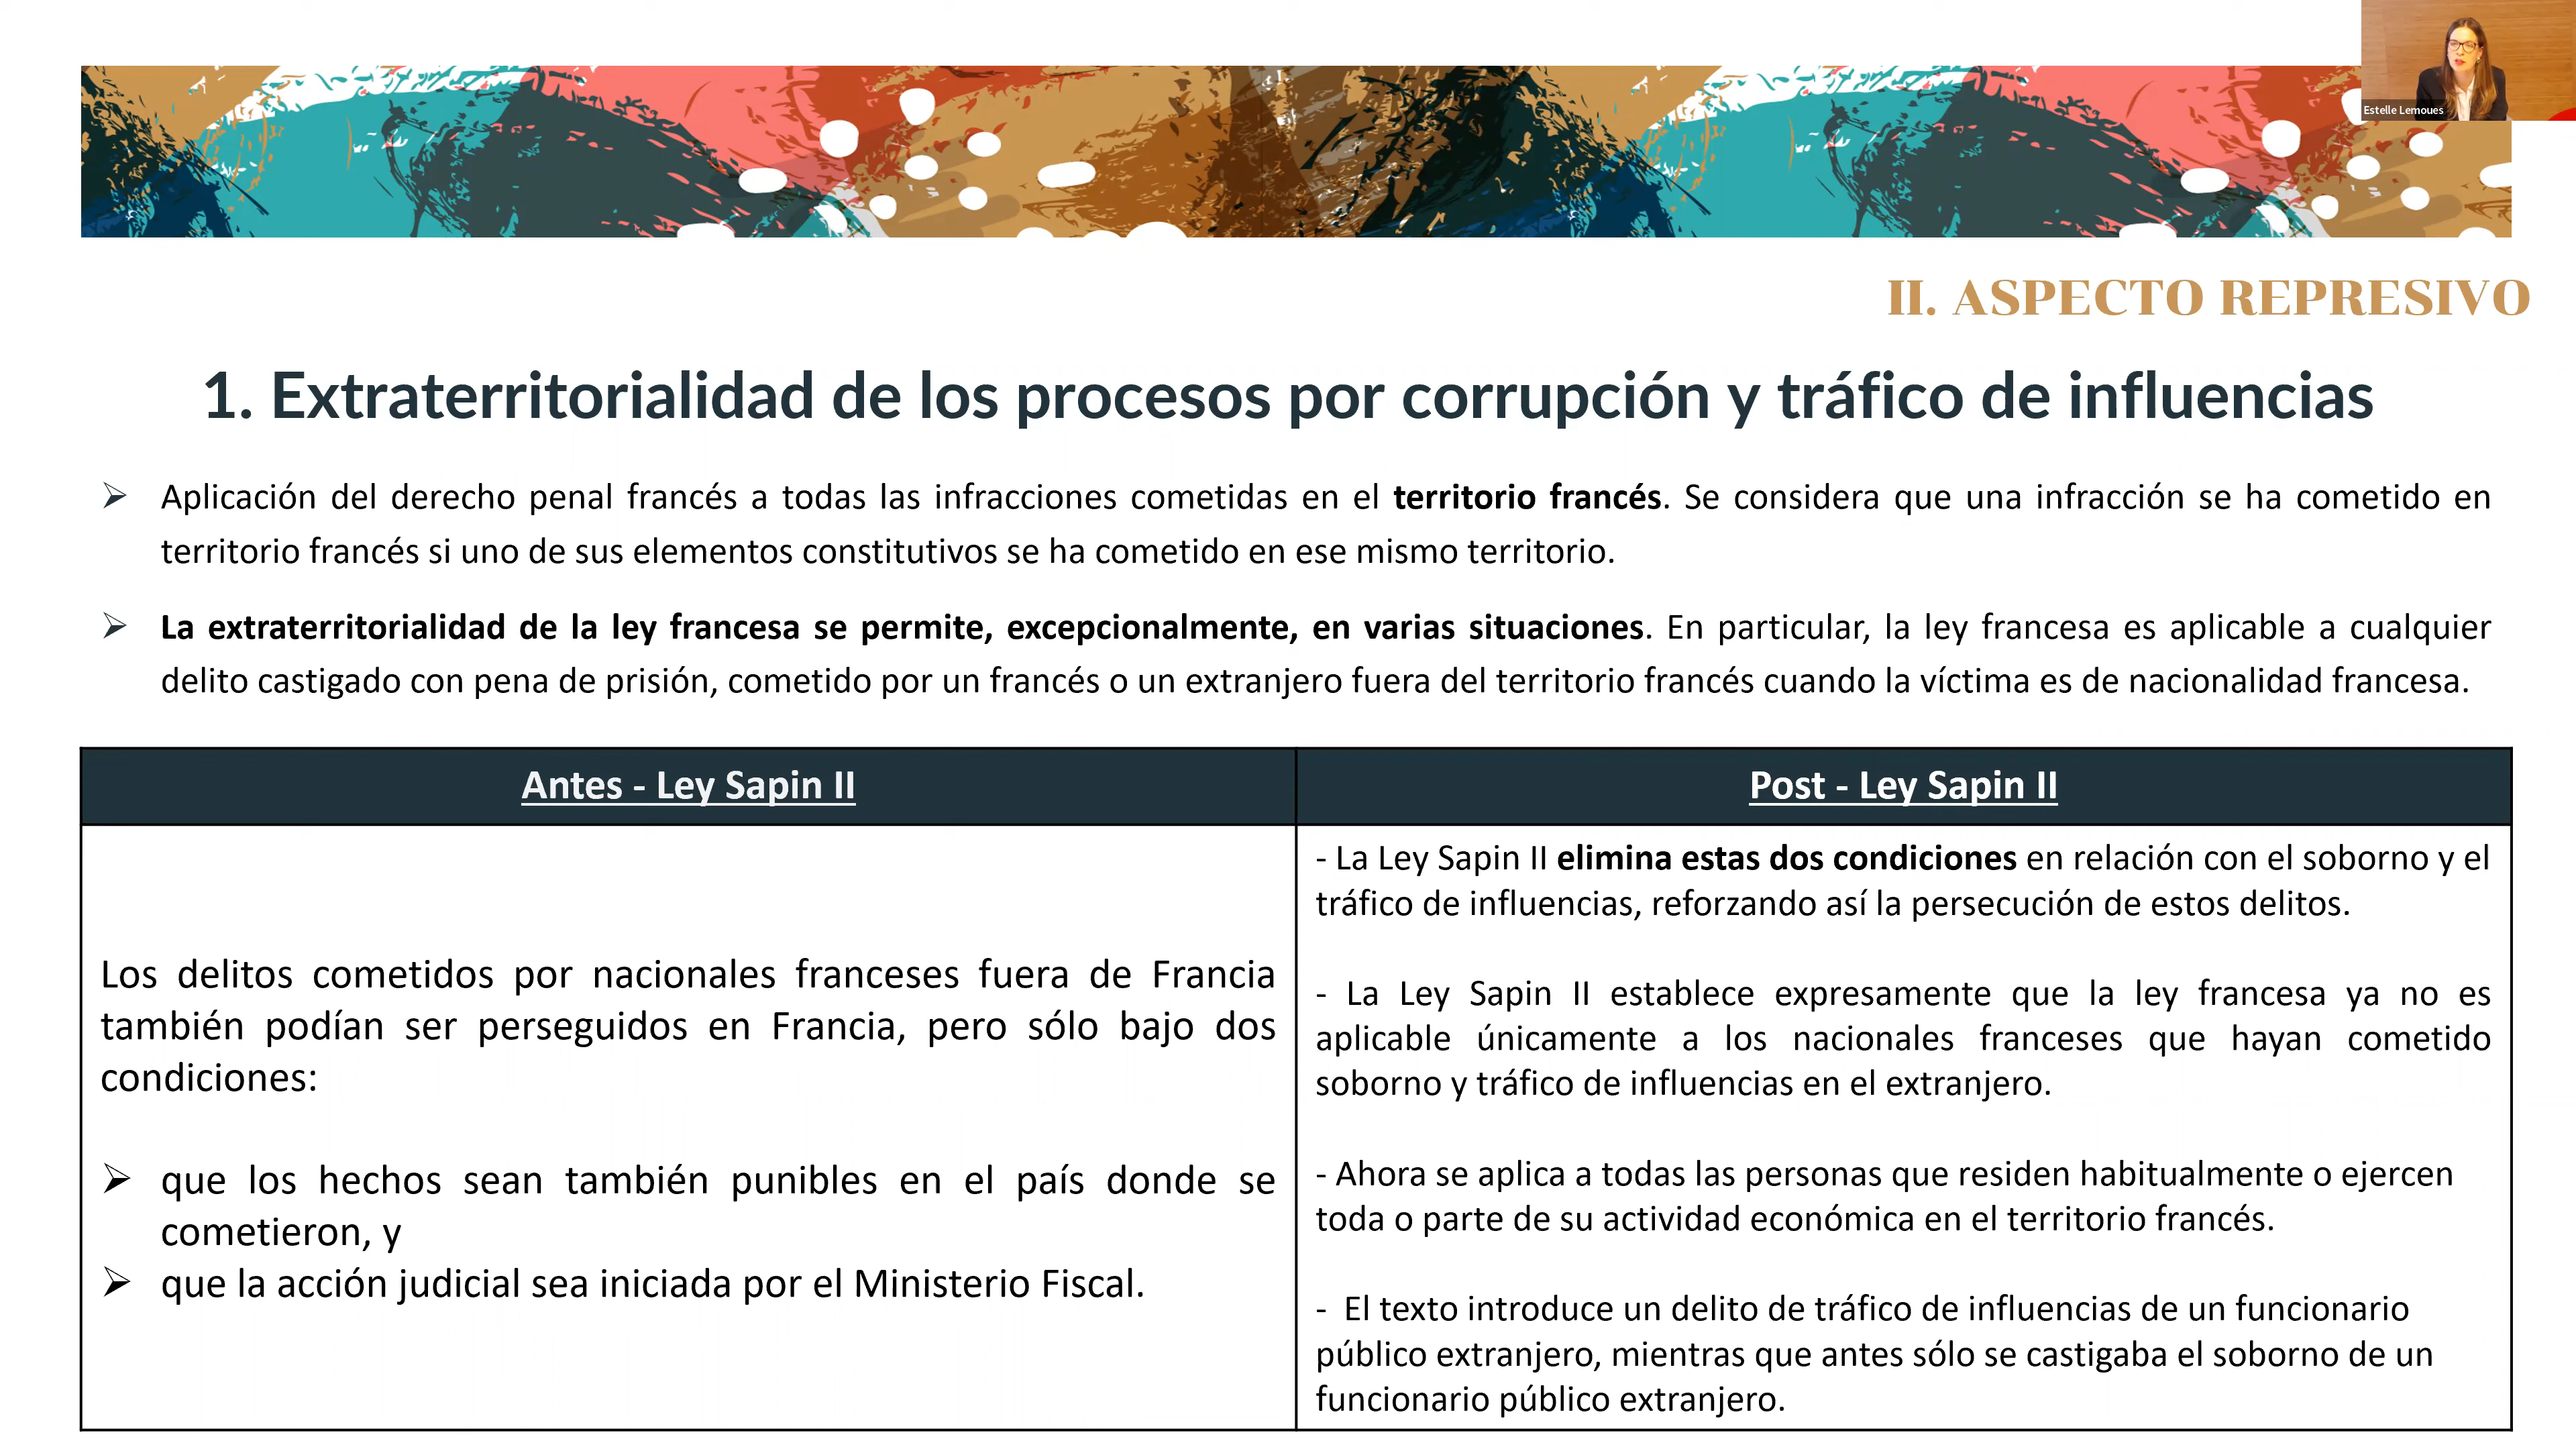 Estelle Lemoues
II. ASPECTO REPRESIVO
1. Extraterritorialidad de los procesos por corrupción y tráfico de influencias
➢ Aplicación del derecho penal francés a todas las infracciones cometidas en el territorio francés. Se considera que una infracción se ha cometido en
territorio francés si uno de sus elementos constitutivos se ha cometido en ese mismo territorio.
➢ La extraterritorialidad de la ley francesa se permite, excepcionalmente, en varias situaciones. En particular, la ley francesa es aplicable a cualquier
delito castigado con pena de prisión, cometido por un francés o un extranjero fuera del territorio francés cuando la víctima es de nacionalidad francesa.
Antes - Ley Sapin II
Los delitos cometidos por nacionales franceses fuera de Francia
también podían ser perseguidos en Francia, pero sólo bajo dos
condiciones:
➢ que los hechos sean también punibles en el país donde se
cometieron, y
➢ que la acción judicial sea iniciada por el Ministerio Fiscal.
Post - Ley Sapin II
- La Ley Sapin II elimina estas dos condiciones en relación con el soborno y el
tráfico de influencias, reforzando así la persecución de estos delitos.
- La Ley Sapin II establece expresamente que la ley francesa ya no es
aplicable únicamente a los nacionales franceses que hayan cometido
soborno y tráfico de influencias en el extranjero.
- Ahora se aplica a todas las personas que residen habitualmente o ejercen
toda o parte de su actividad económica en el territorio francés.
- El texto introduce un delito de tráfico de influencias de un funcionario
público extranjero, mientras que antes sólo se castigaba el soborno de un
funcionario público extranjero.